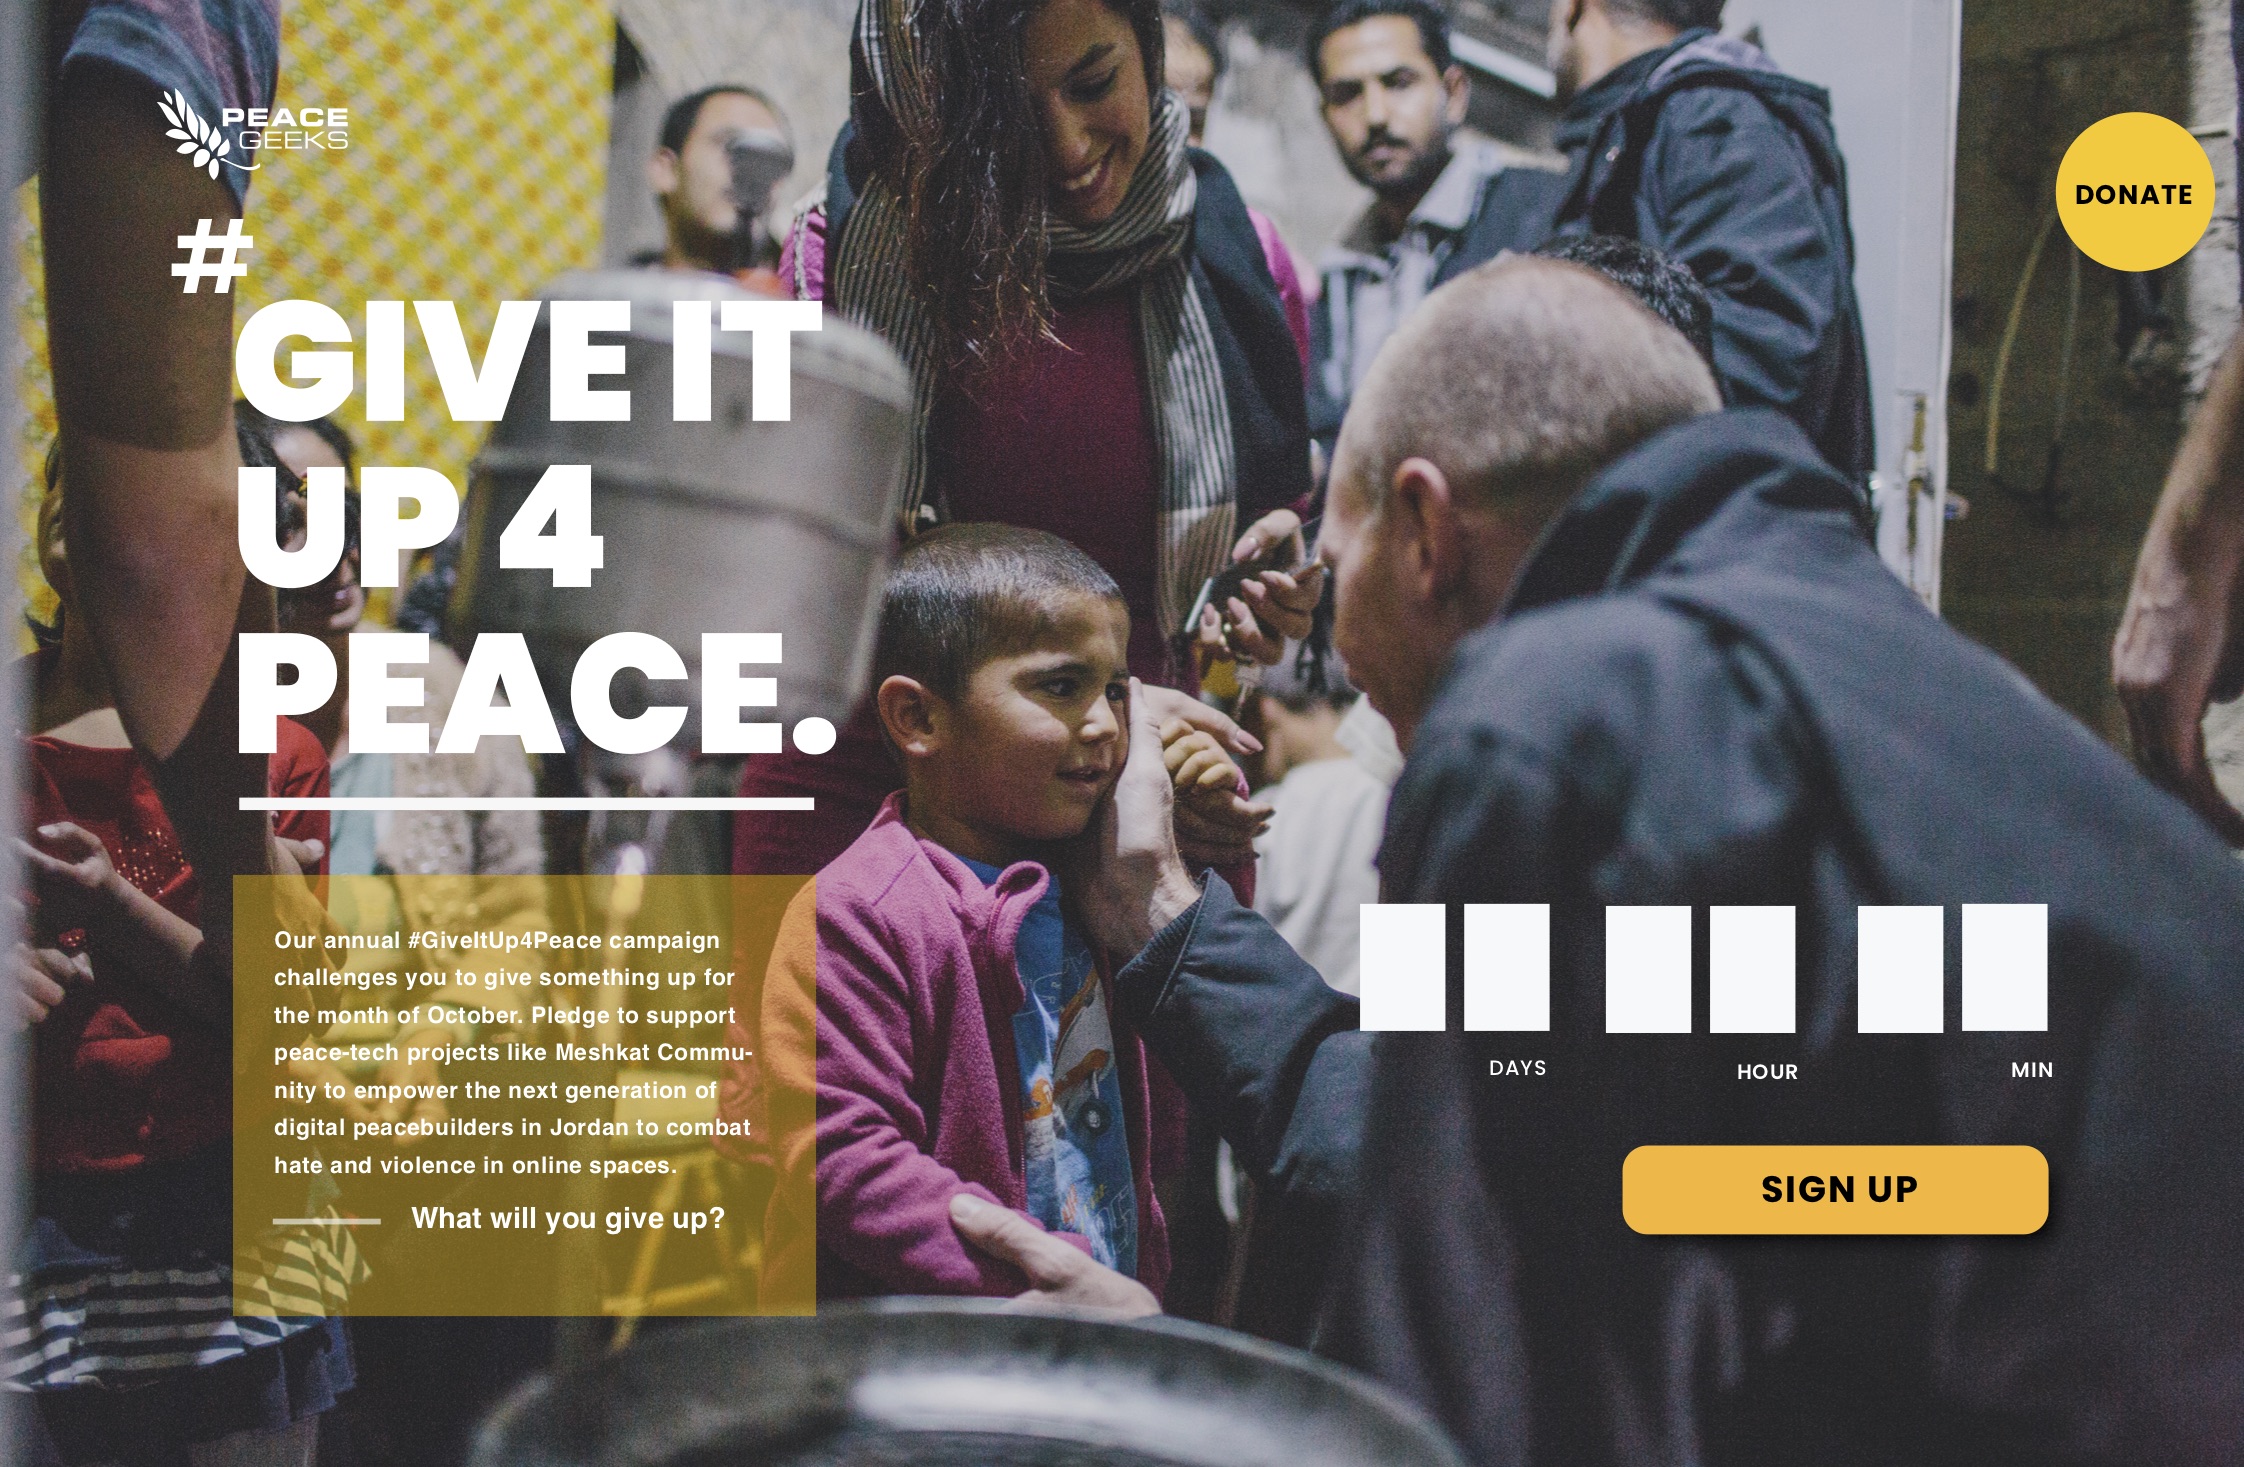 PEACE
GEEKS
DONATE
#
GIVE IT
UP 4
PEACE.
Our annual #GiveItUp4Peace campaign
challenges you to give something up for
the month of October. Pledge to support
peace-tech projects like Meshkat Commu-
nity to empower the next generation of
digital peacebuilders in Jordan to combat
hate and violence in online spaces.
What will you give up?
DAYS
HOUR
MIN
SIGN UP